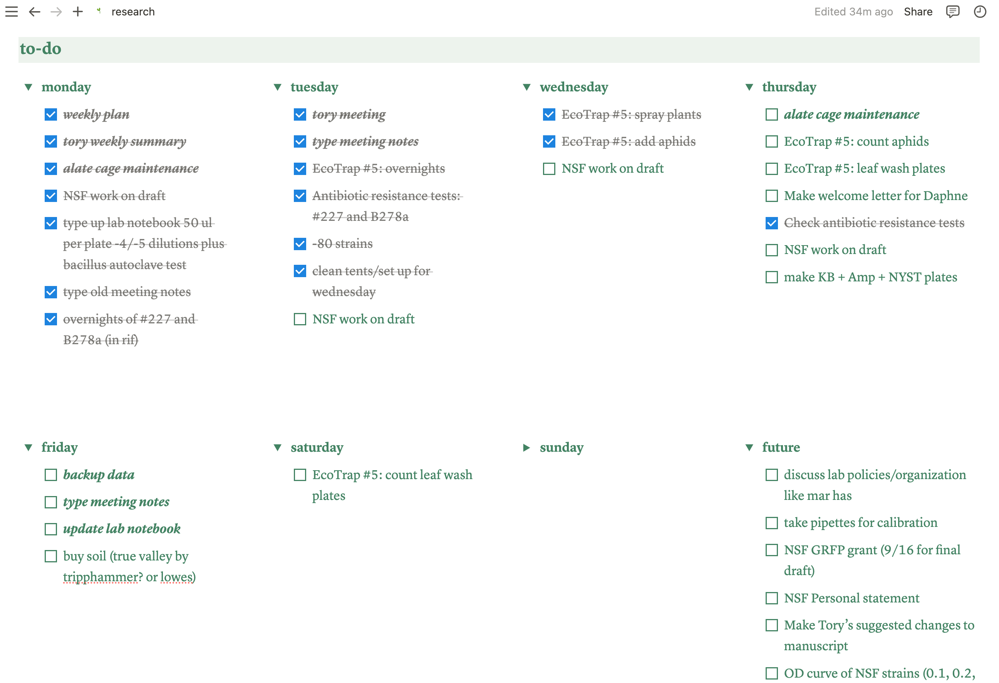 research
Edited 34m ago Share
to-do
monday
weekly plan
tory weekly summary
alate cage maintenance
NSF work on draft
type up lab notebook 50 ul
per plate -4/-5 dilutions plus
bacillus autoclave test
type old meeting notes
overnights of #227 and
B278a (in rif)
tuesday
tory meeting
type meeting notes
EcoTrap #5: overnights
Antibiotic resistance tests:
#227 and B278a
-80 strains
clean tents/set up for
wednesday
NSF work on draft
wednesday
EcoTrap #5: spray plants
EcoTrap #5: add aphids
NSF work on draft
thursday
alate cage maintenance
EcoTrap #5: count aphids
EcoTrap #5: leaf wash plates
Make welcome letter for Daphne
Check antibiotic resistance tests
NSF work on draft
make KB + Amp + NYST plates
friday
backup data
type meeting notes
update lab notebook
buy soil (true valley by
tripphammer? or lowes)
saturday
EcoTrap #5: count leaf wash
plates
sunday
future
discuss lab policies/organization
like mar has
take pipettes for calibration
NSF GRFP grant (9/16 for final
draft)
NSF Personal statement
Make Tory’s suggested changes to
manuscript
OD curve of NSF strains (0.1, 0.2,